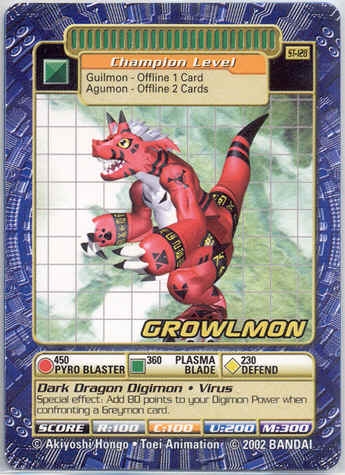 ST-128
Champion Level
Guilmon - Offline 1 Card
Agumon - Offline 2 Cards
GROWLMON
450 PYRO BLASTER
360 PLASMA BLADE
230 DEFEND
Dark Dragon Digimon • Virus
Special effect: Add 80 points to your Digimon Power when
confronting a Greymon card.
SCORE R:100 C:100 U:200 M:300
© Akiyoshi Hongo • Toei Animation © 2002 BANDAI